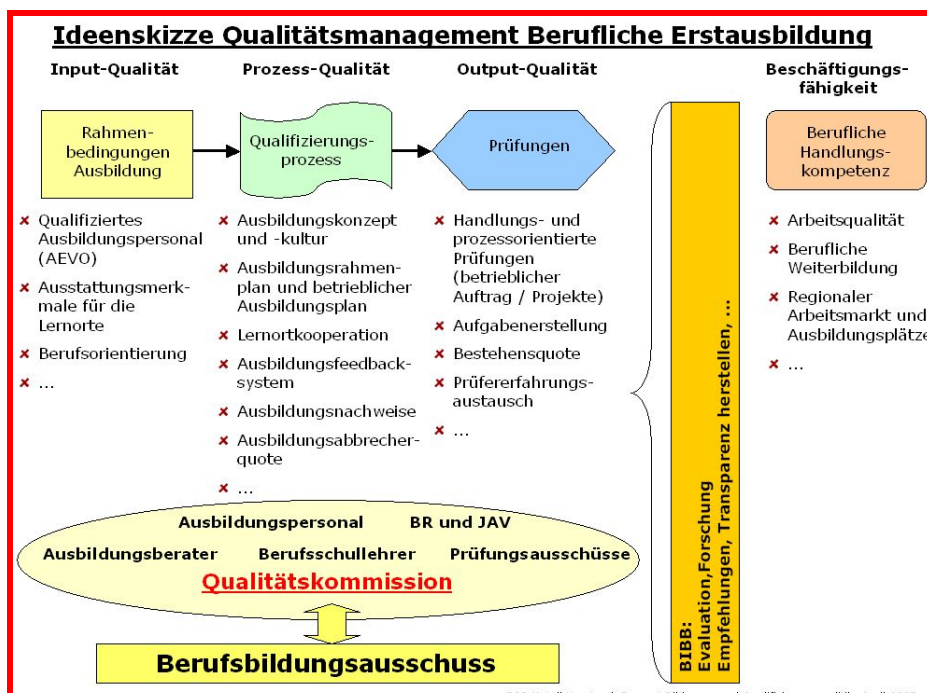 Ideenskizze Qualitätsmanagement Berufliche Erstausbildung
Input-Qualität
Rahmen-
bedingungen
Ausbildung
✘ Qualifiziertes
Ausbildungspersonal
(AEVO)
✘ Ausstattungsmerk-
male für die
Lernorte
✘ Berufsorientierung
✘ ...
Prozess-Qualität
Qualifizierungs-
prozess
✘ Ausbildungskonzept
und -kultur
✘ Ausbildungsrahmen-
plan und betrieblicher
Ausbildungsplan
✘ Lernortkooperation
✘ Ausbildungsfeedback-
system
✘ Ausbildungsnachweise
✘ Ausbildungsabbrecher-
quote
✘ ...
Output-Qualität
Prüfungen
✘ Handlungs- und
prozessorientierte
Prüfungen
(betrieblicher
Auftrag / Projekte)
✘ Aufgabenerstellung
✘ Bestehensquote
✘ Prüfererfahrungs-
austausch
✘ ...
BIBB:
Evaluation,Forschung
Empfehlungen, Transparenz herstellen, ...
Beschäftigungs-
fähigkeit
Berufliche
Handlungs-
kompetenz
✘ Arbeitsqualität
✘ Berufliche
Weiterbildung
✘ Regionaler
Arbeitsmarkt und
Ausbildungsplätze
✘ ...
Ausbildungspersonal BR und JAV
Ausbildungsberater Berufsschullehrer Prüfungsausschüsse
Qualitätskommission
Berufsbildungsausschuss